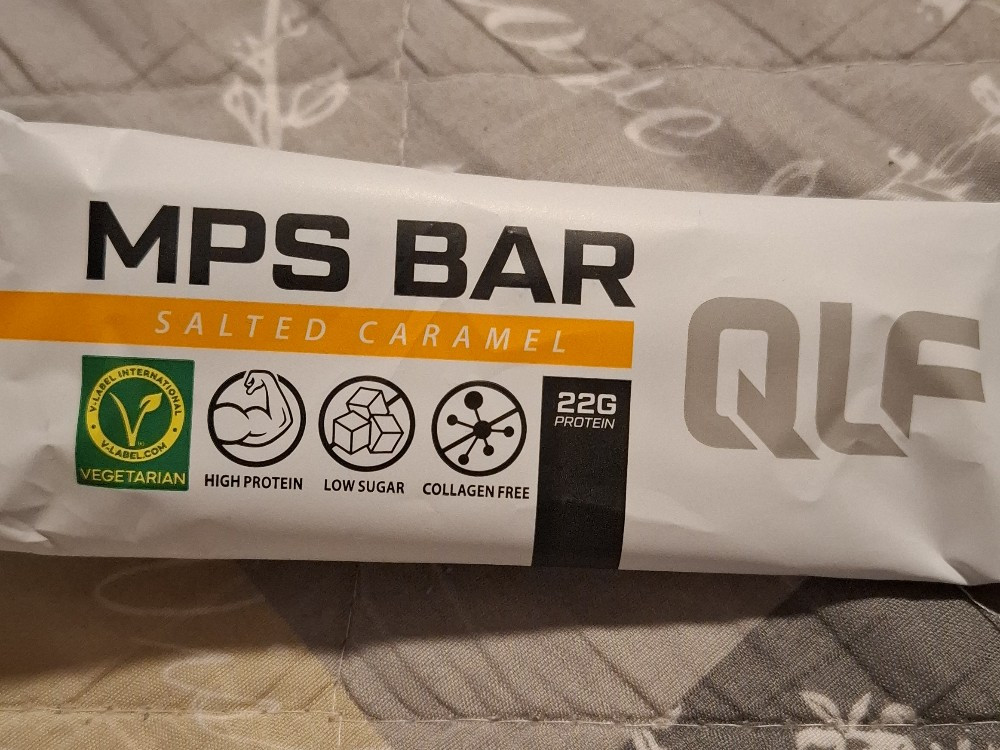 MPS BAR
SALTED CARAMEL
QLF
V-LABEL INTERNATIONAL
V-LABEL.COM
VEGETARIAN
HIGH PROTEIN
LOW SUGAR
COLLAGEN FREE
22G
PROTEIN